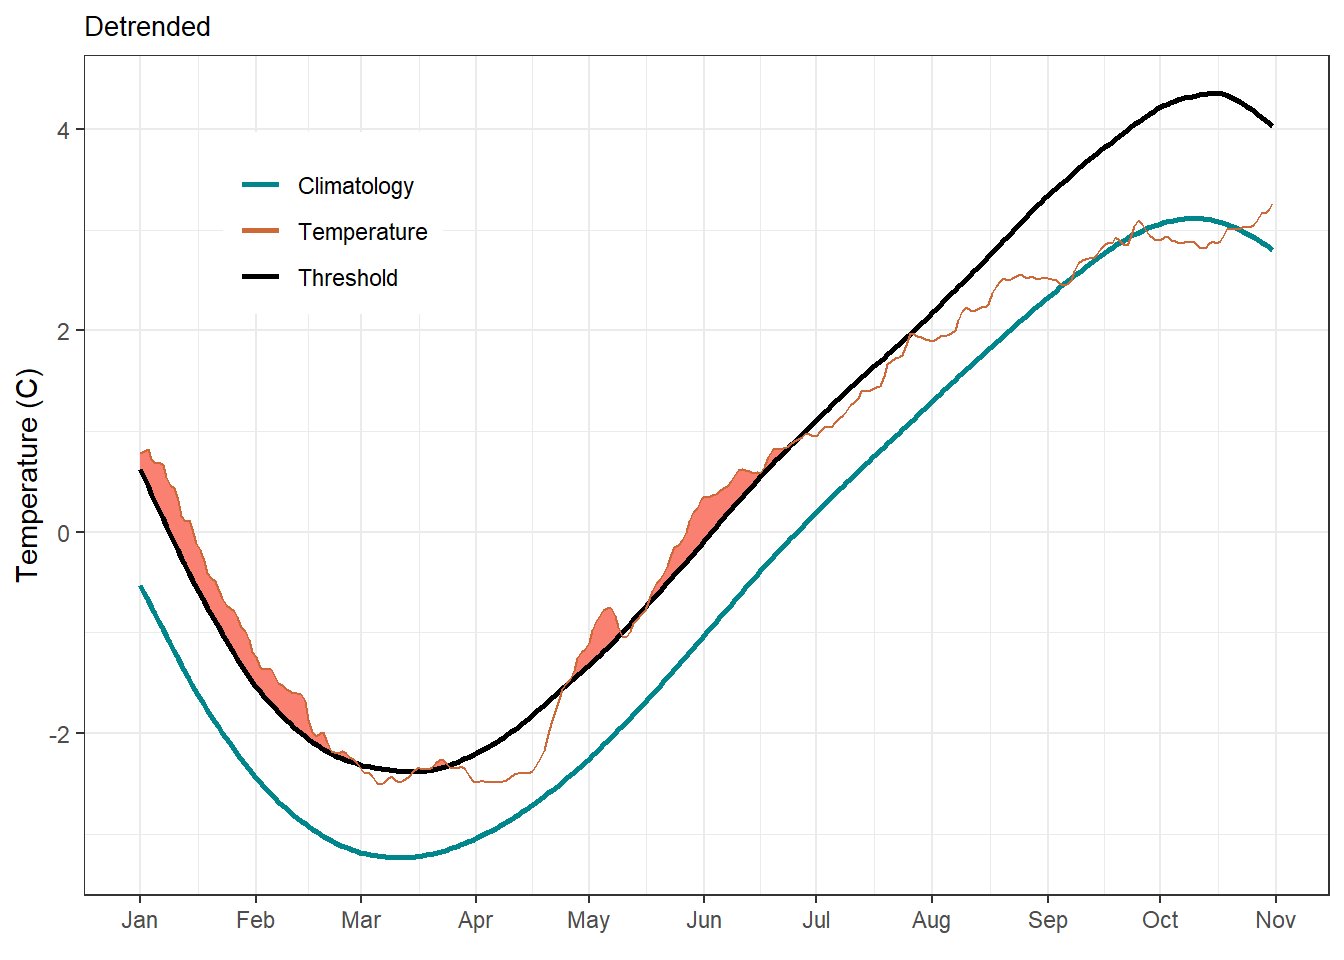 Detrended
Temperature (C)
4
2
0
-2
Climatology
Temperature
Threshold
Jan Feb Mar Apr May Jun Jul Aug Sep Oct Nov